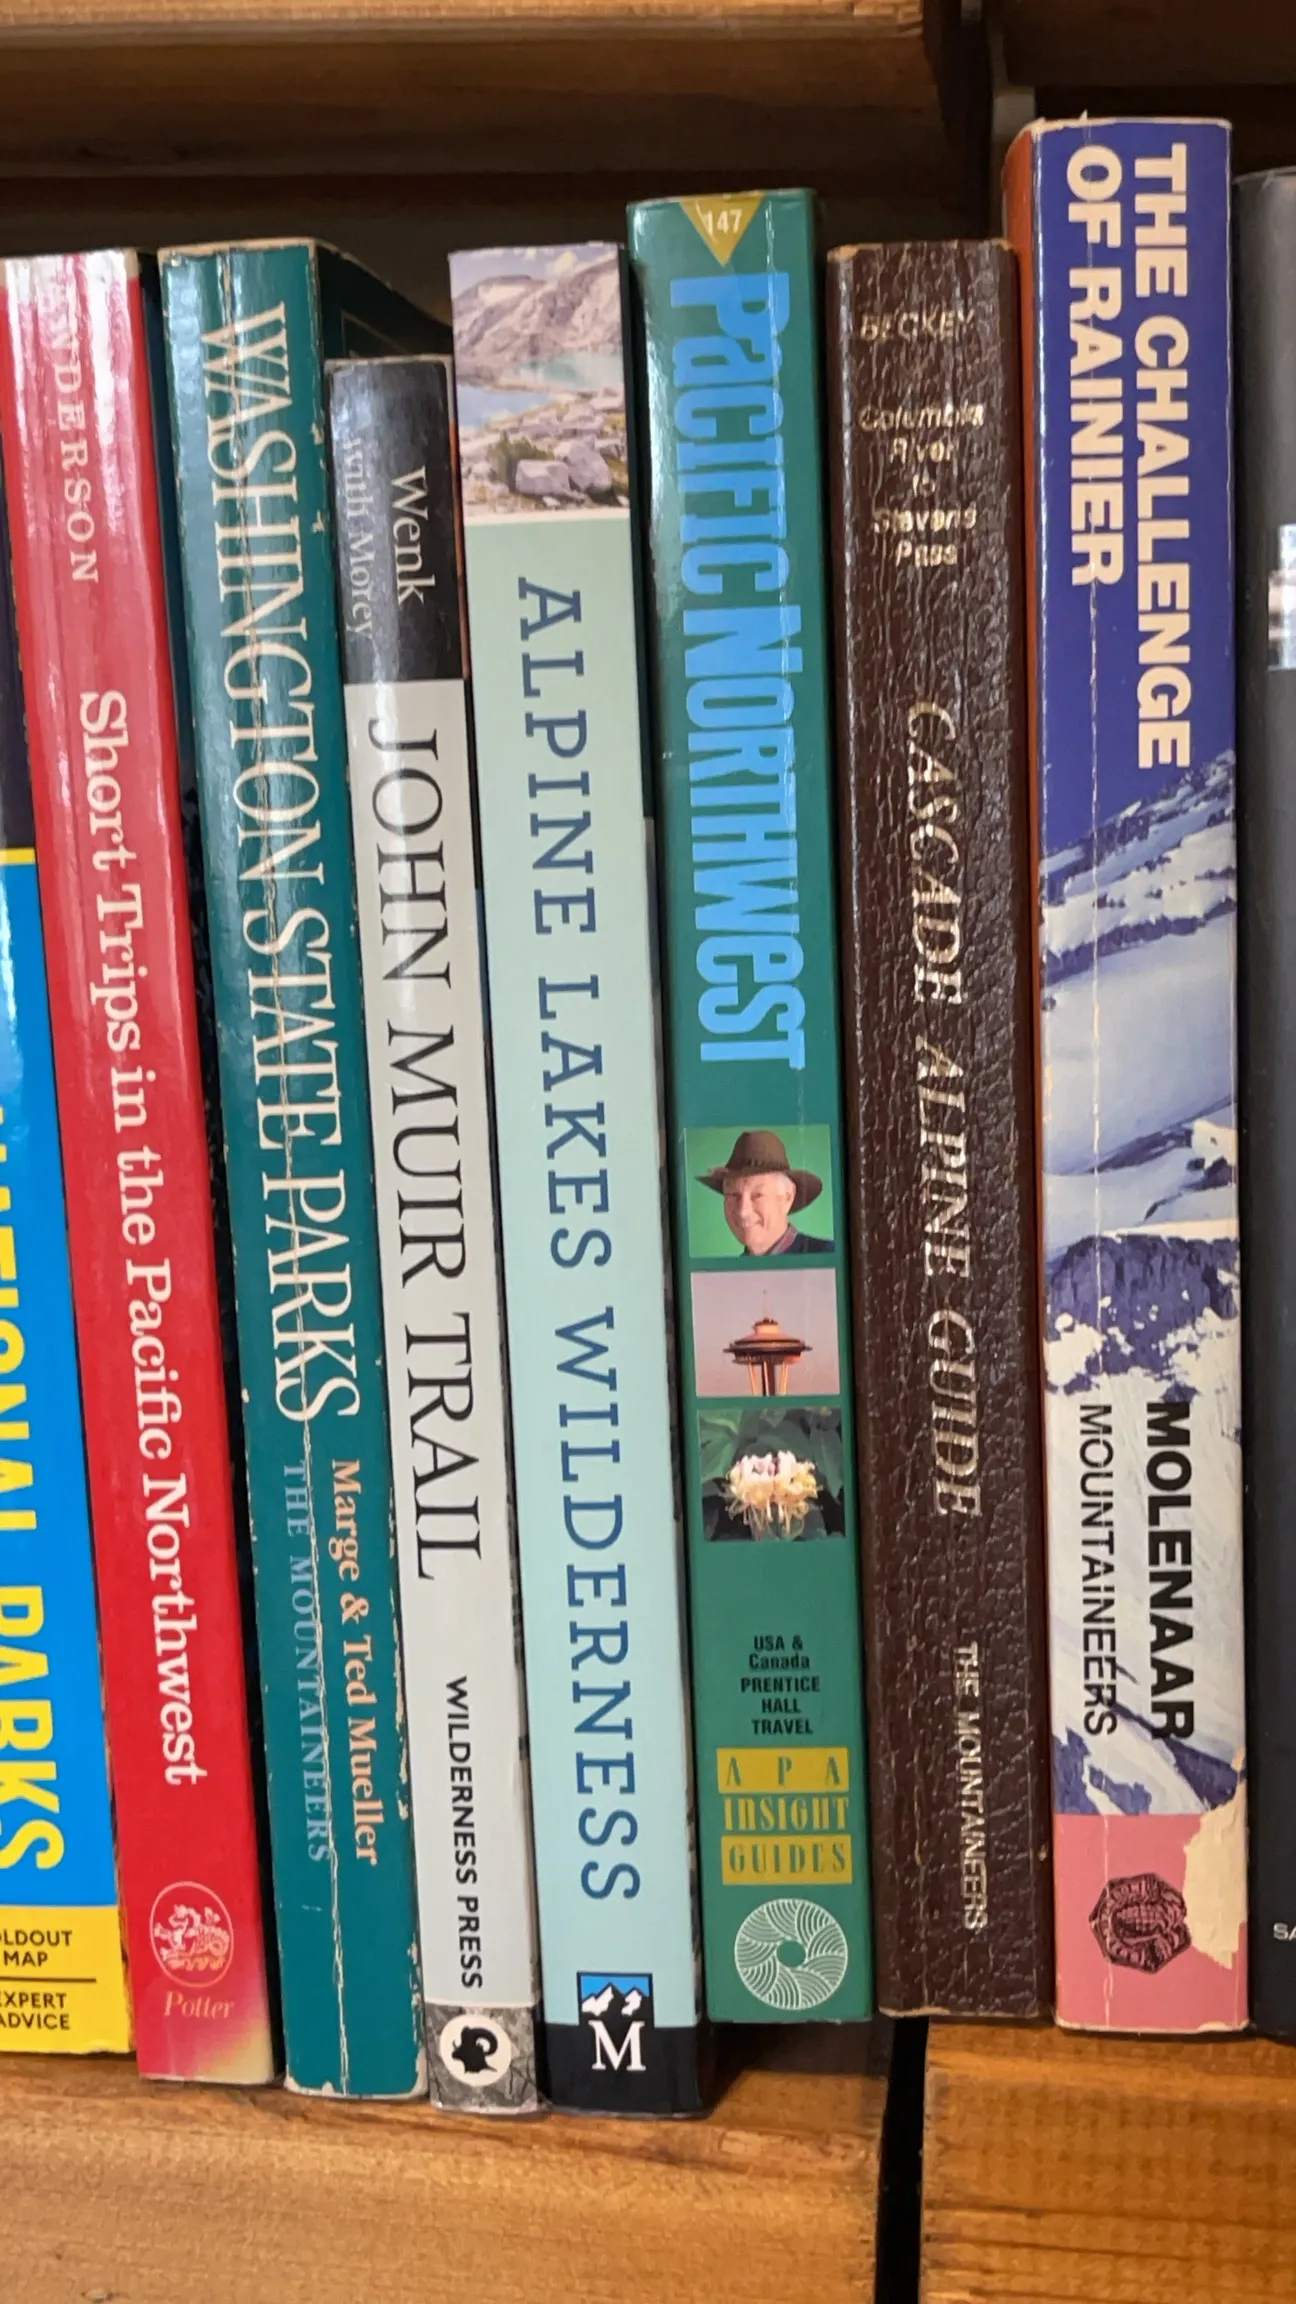 NATIONAL PARKS
MAP
EXPERT
ADVICE
Short Trips in the Pacific Northwest
Potter
WASHINGTON STATE PARKS
Marge & Ted Mueller
THE MOUNTAINEERS
Wenk
with Morey
JOHN MUIR TRAIL
WILDERNESS PRESS
ALPINE LAKES WILDERNESS
M
147
PacIFIC NORTHWeST
USA &
Canada
PRENTICE
HALL
TRAVEL
APA
INSIGHT
GUIDES
BECKEY
Columbia
River
-
Stevens
Pass
CASCADE ALPINE GUIDE
THE MOUNTAINEERS
THE CHALLENGE
OF RAINIER
MOLENAAR
MOUNTAINEERS